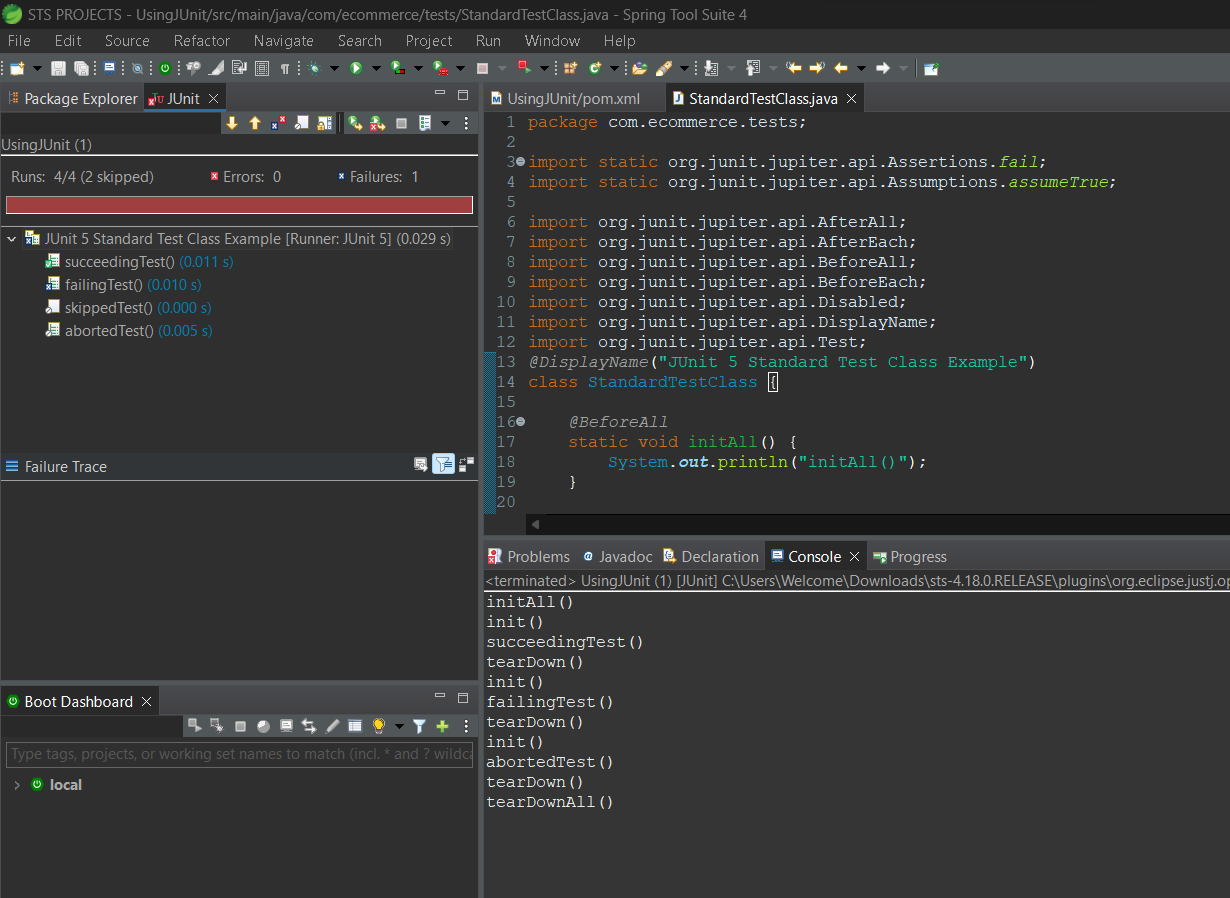 STS PROJECTS - UsingJUnit/src/main/java/com/ecommerce/tests/StandardTestClass.java - Spring Tool Suite 4
File Edit Source Refactor Navigate Search Project Run Window Help
Package Explorer JUnit
UsingJUnit (1)
Runs: 4/4 (2 skipped) Errors: 0 Failures: 1
JUnit 5 Standard Test Class Example [Runner: JUnit 5] (0.029 s)
succeedingTest() (0.011 s)
failingTest() (0.010 s)
skippedTest() (0.000 s)
abortedTest() (0.005 s)
Failure Trace
Boot Dashboard
Type tags, projects, or working set names to match (incl. * and ? wildca
local
UsingJUnit/pom.xml StandardTestClass.java
1 package com.ecommerce.tests;
2
3 import static org.junit.jupiter.api.Assertions.fail;
4 import static org.junit.jupiter.api.Assumptions.assumeTrue;
5
6 import org.junit.jupiter.api.AfterAll;
7 import org.junit.jupiter.api.AfterEach;
8 import org.junit.jupiter.api.BeforeAll;
9 import org.junit.jupiter.api.BeforeEach;
10 import org.junit.jupiter.api.Disabled;
11 import org.junit.jupiter.api.DisplayName;
12 import org.junit.jupiter.api.Test;
13 @DisplayName("JUnit 5 Standard Test Class Example")
14 class StandardTestClass {
15
16 @BeforeAll
17 static void initAll() {
18 System.out.println("initAll()");
19 }
20
Problems Javadoc Declaration Console Progress
<terminated> UsingJUnit (1) [JUnit] C:\Users\Welcome\Downloads\sts-4.18.0.RELEASE\plugins\org.eclipse.justj.op
initAll()
init()
succeedingTest()
tearDown()
init()
failingTest()
tearDown()
init()
abortedTest()
tearDown()
tearDownAll()